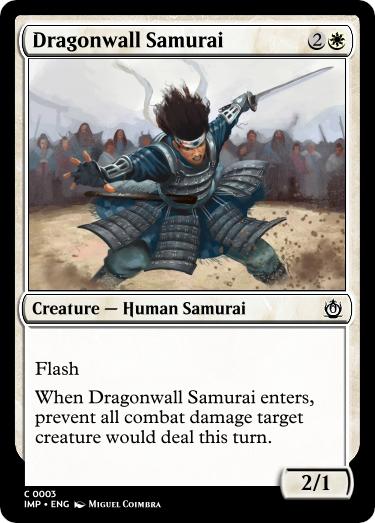 Dragonwall Samurai 2
Creature — Human Samurai
Flash
When Dragonwall Samurai enters,
prevent all combat damage target
creature would deal this turn.
2/1
C 0003
IMP • ENG Miguel Coimbra